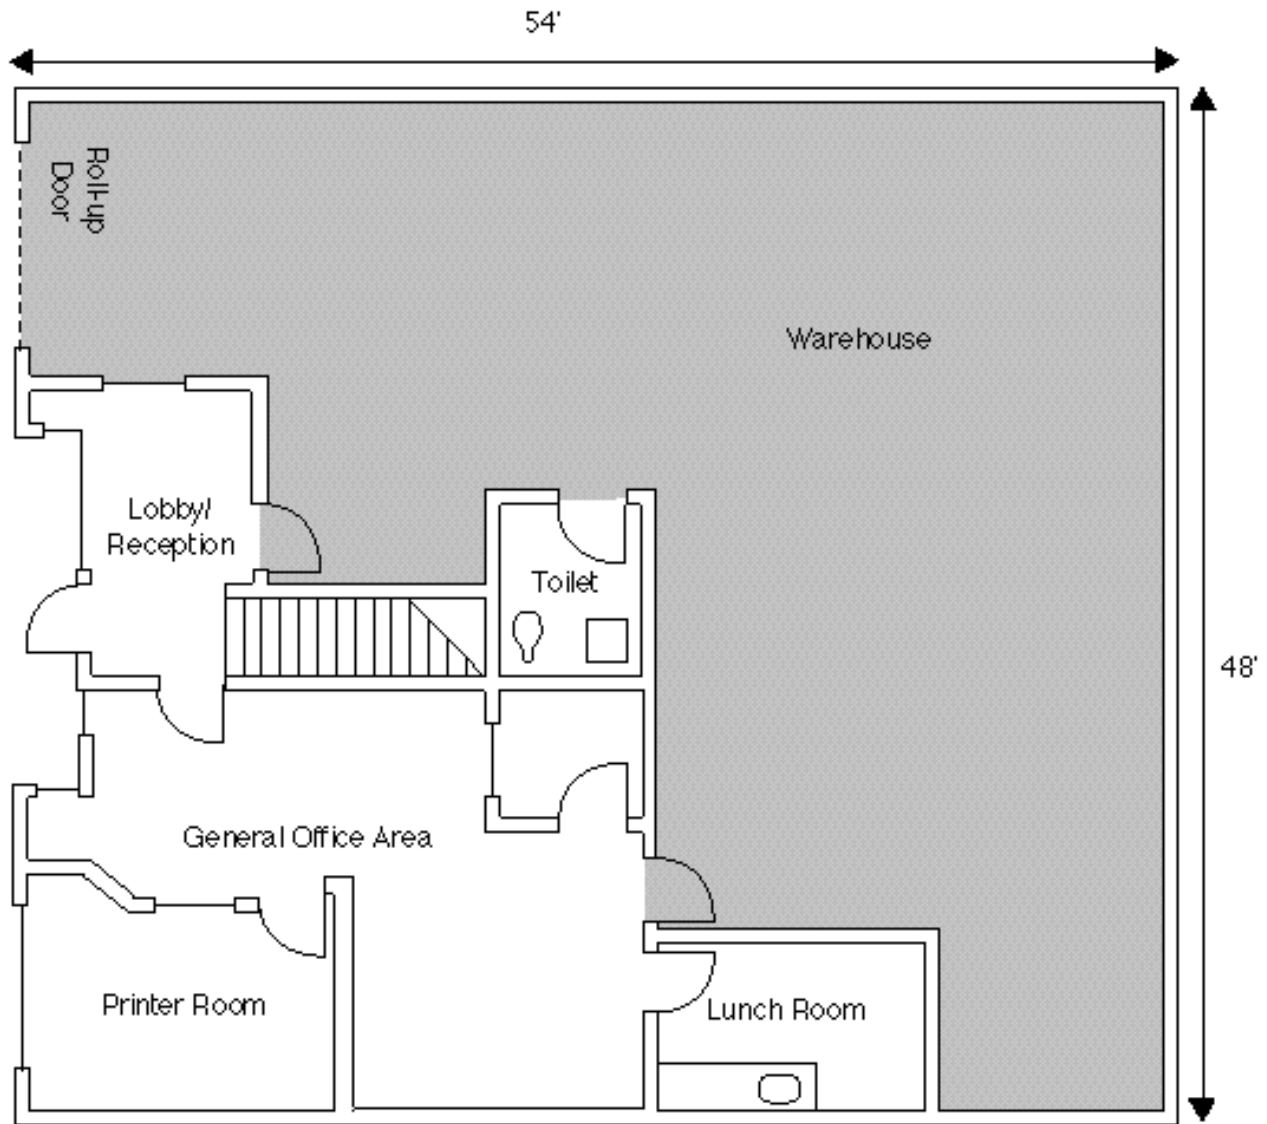 54'
Roll-up
Door
Warehouse
Lobby/
Reception
Toilet
48'
General Office Area
Printer Room
Lunch Room